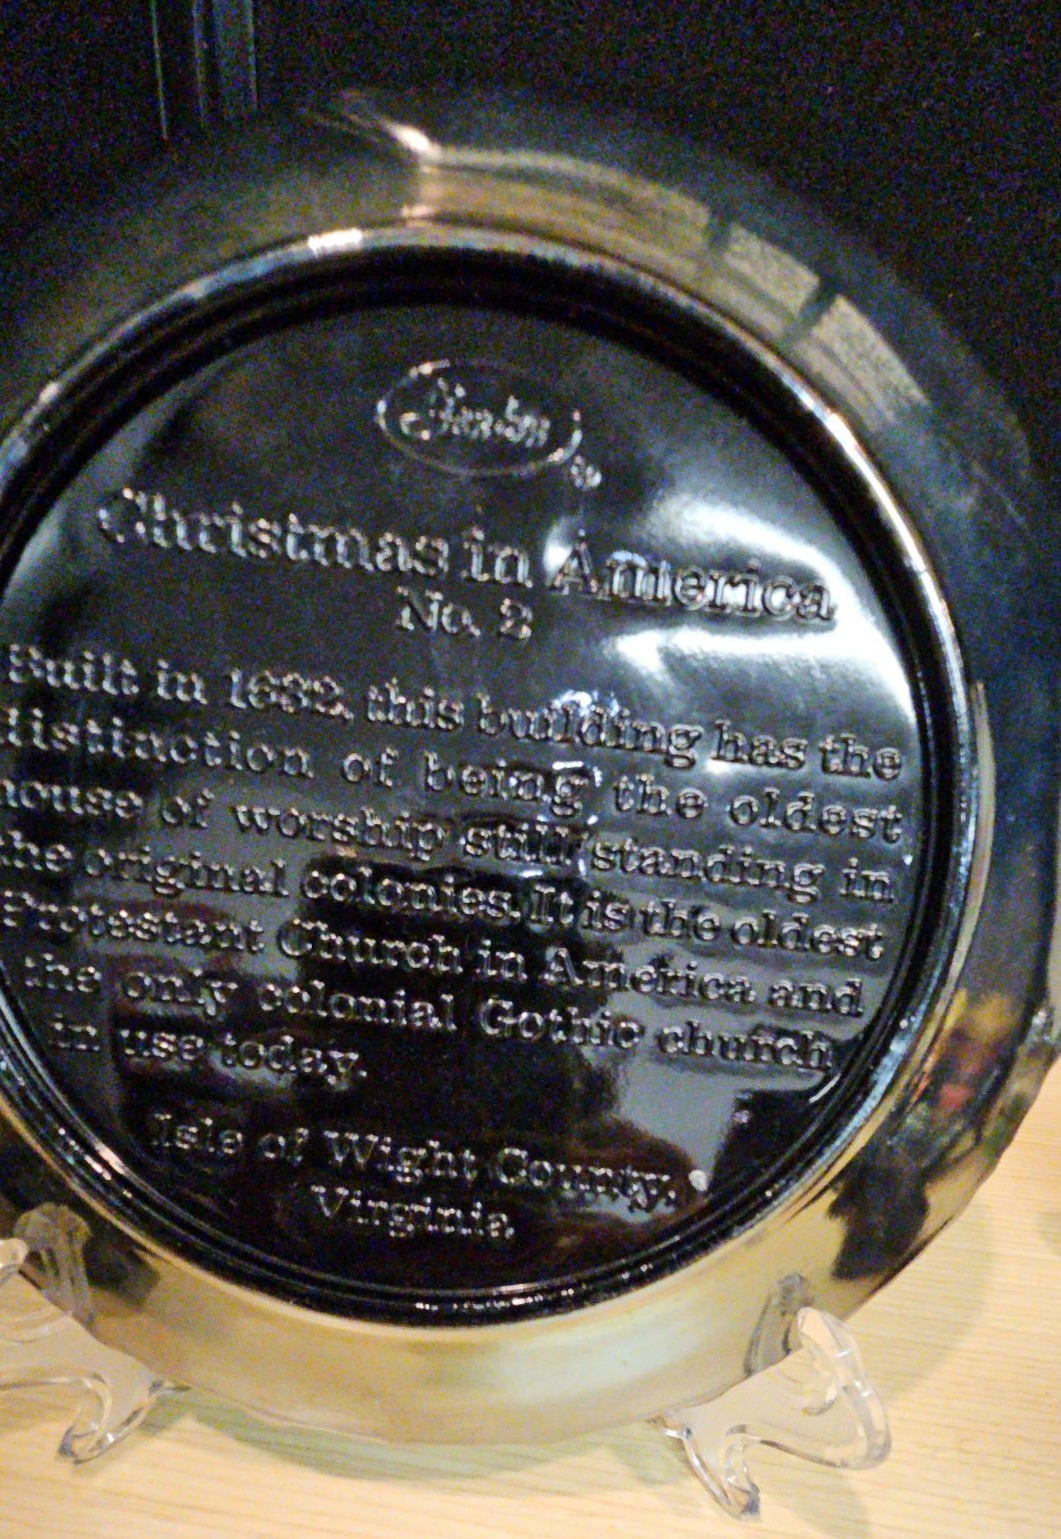 Fenton
Christmas in America
No. 2
Built in 1632, this building has the
distinction of being the oldest
house of worship still standing in
the original colonies. It is the oldest
Protestant Church in America and
the only colonial Gothic church
in use today.
Isle of Wight County,
Virginia